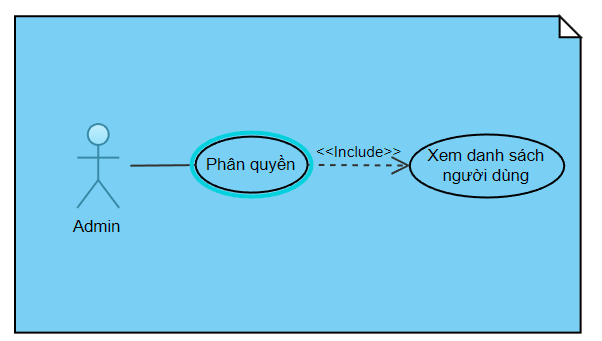 Phân quyền
<<Include>>
Xem danh sách
người dùng
Admin